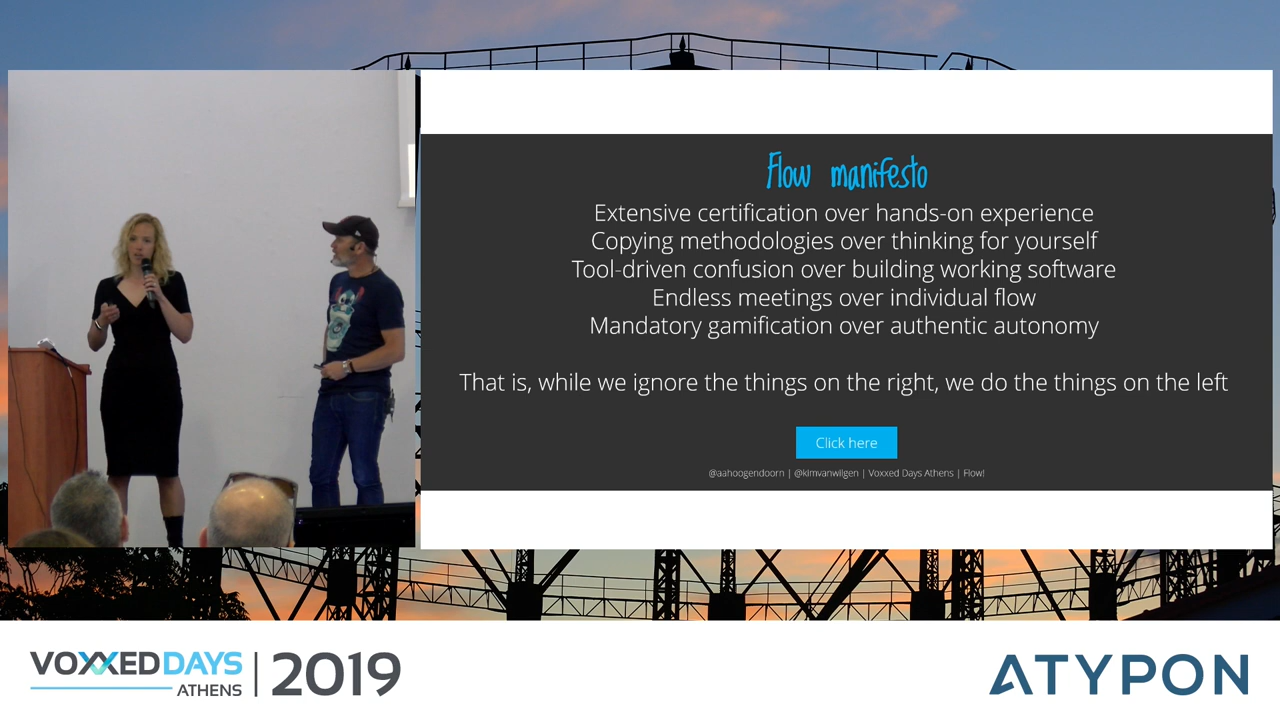 Flow manifesto
Extensive certification over hands-on experience
Copying methodologies over thinking for yourself
Tool-driven confusion over building working software
Endless meetings over individual flow
Mandatory gamification over authentic autonomy
That is, while we ignore the things on the right, we do the things on the left
Click here
@aahoogendoorn | @kimvanwilgen | Voxxed Days Athens | Flow!
VOXXED DAYS
ATHENS
2019
ATYPON